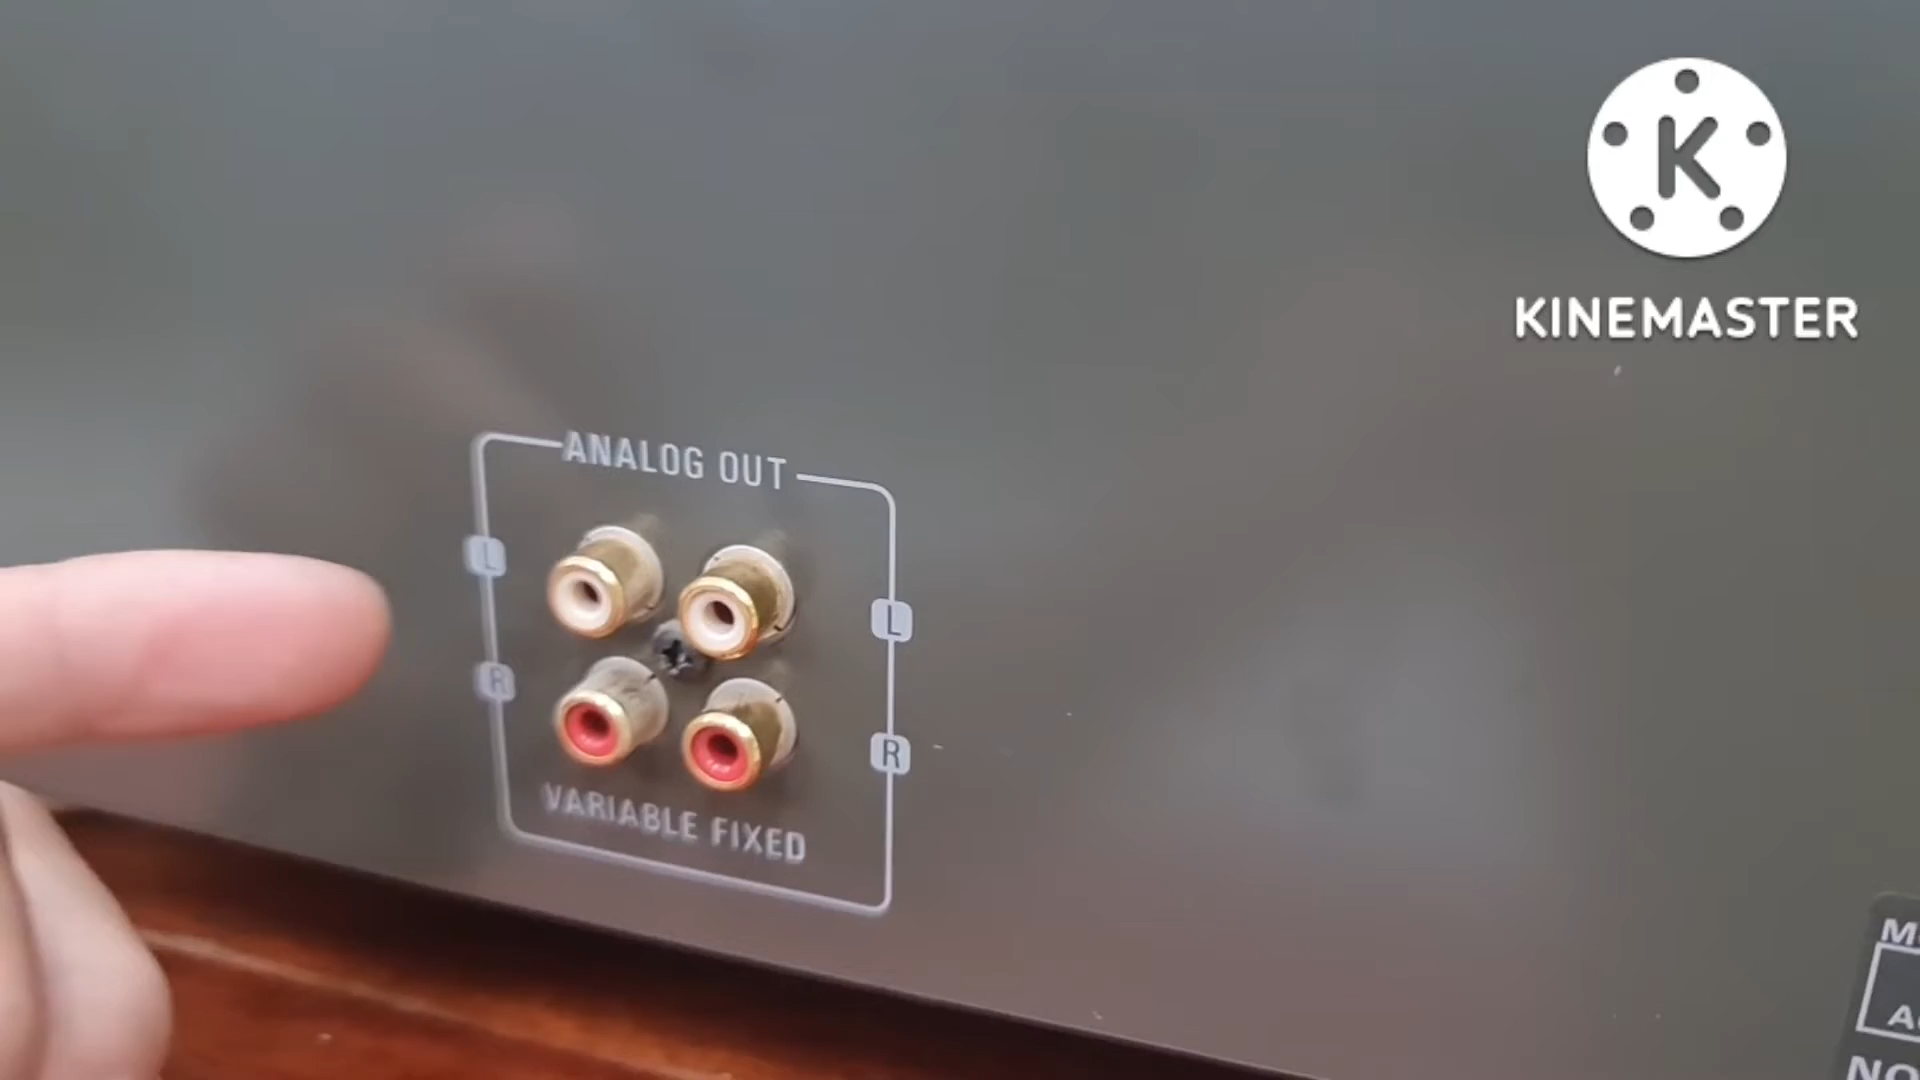 K
KINEMASTER
ANALOG OUT
L
L
R
R
VARIABLE FIXED